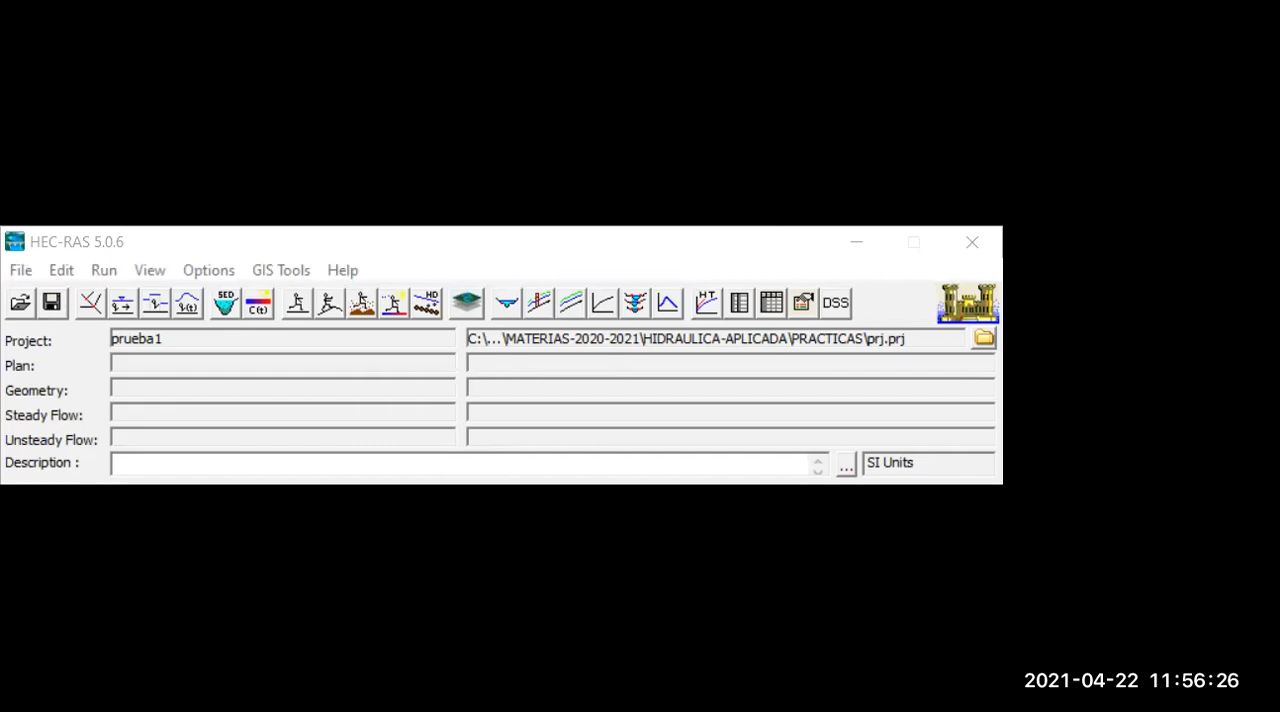 HEC-RAS 5.0.6
File Edit Run View Options GIS Tools Help
SED C(t) HD HT DSS
Project: prueba1 C:\...\MATERIAS-2020-2021\HIDRAULICA-APLICADA\PRACTICAS\prj.prj
Plan:
Geometry:
Steady Flow:
Unsteady Flow:
Description : ... SI Units
2021-04-22 11:56:26